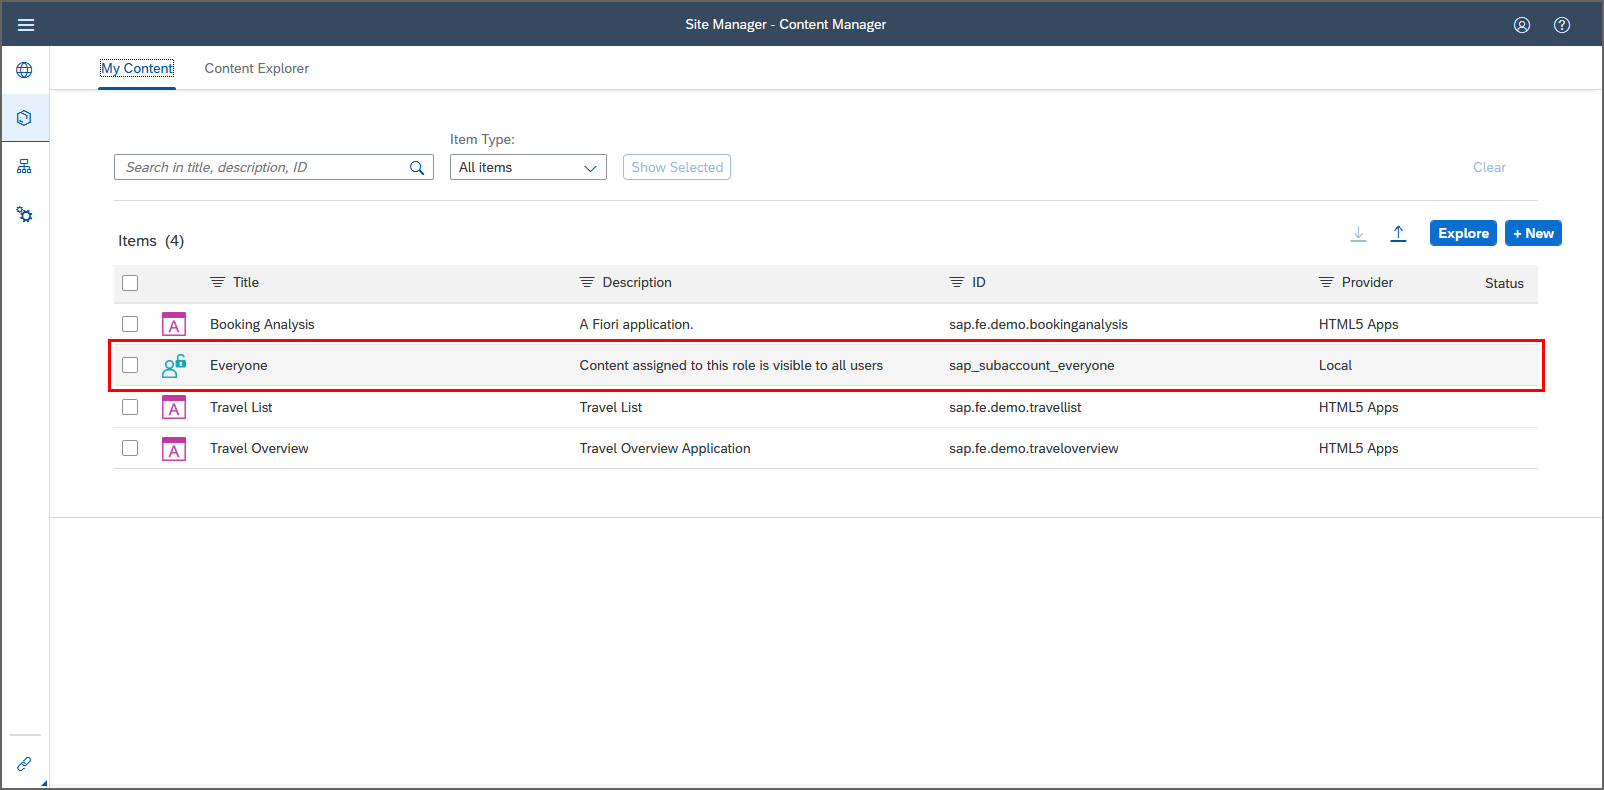 Site Manager - Content Manager
My Content Content Explorer
Item Type:
Search in title, description, ID All items Show Selected Clear
Items (4) Explore + New
Title Description ID Provider Status
A Booking Analysis A Fiori application. sap.fe.demo.bookinganalysis HTML5 Apps
Everyone Content assigned to this role is visible to all users sap_subaccount_everyone Local
A Travel List Travel List sap.fe.demo.travellist HTML5 Apps
A Travel Overview Travel Overview Application sap.fe.demo.traveloverview HTML5 Apps